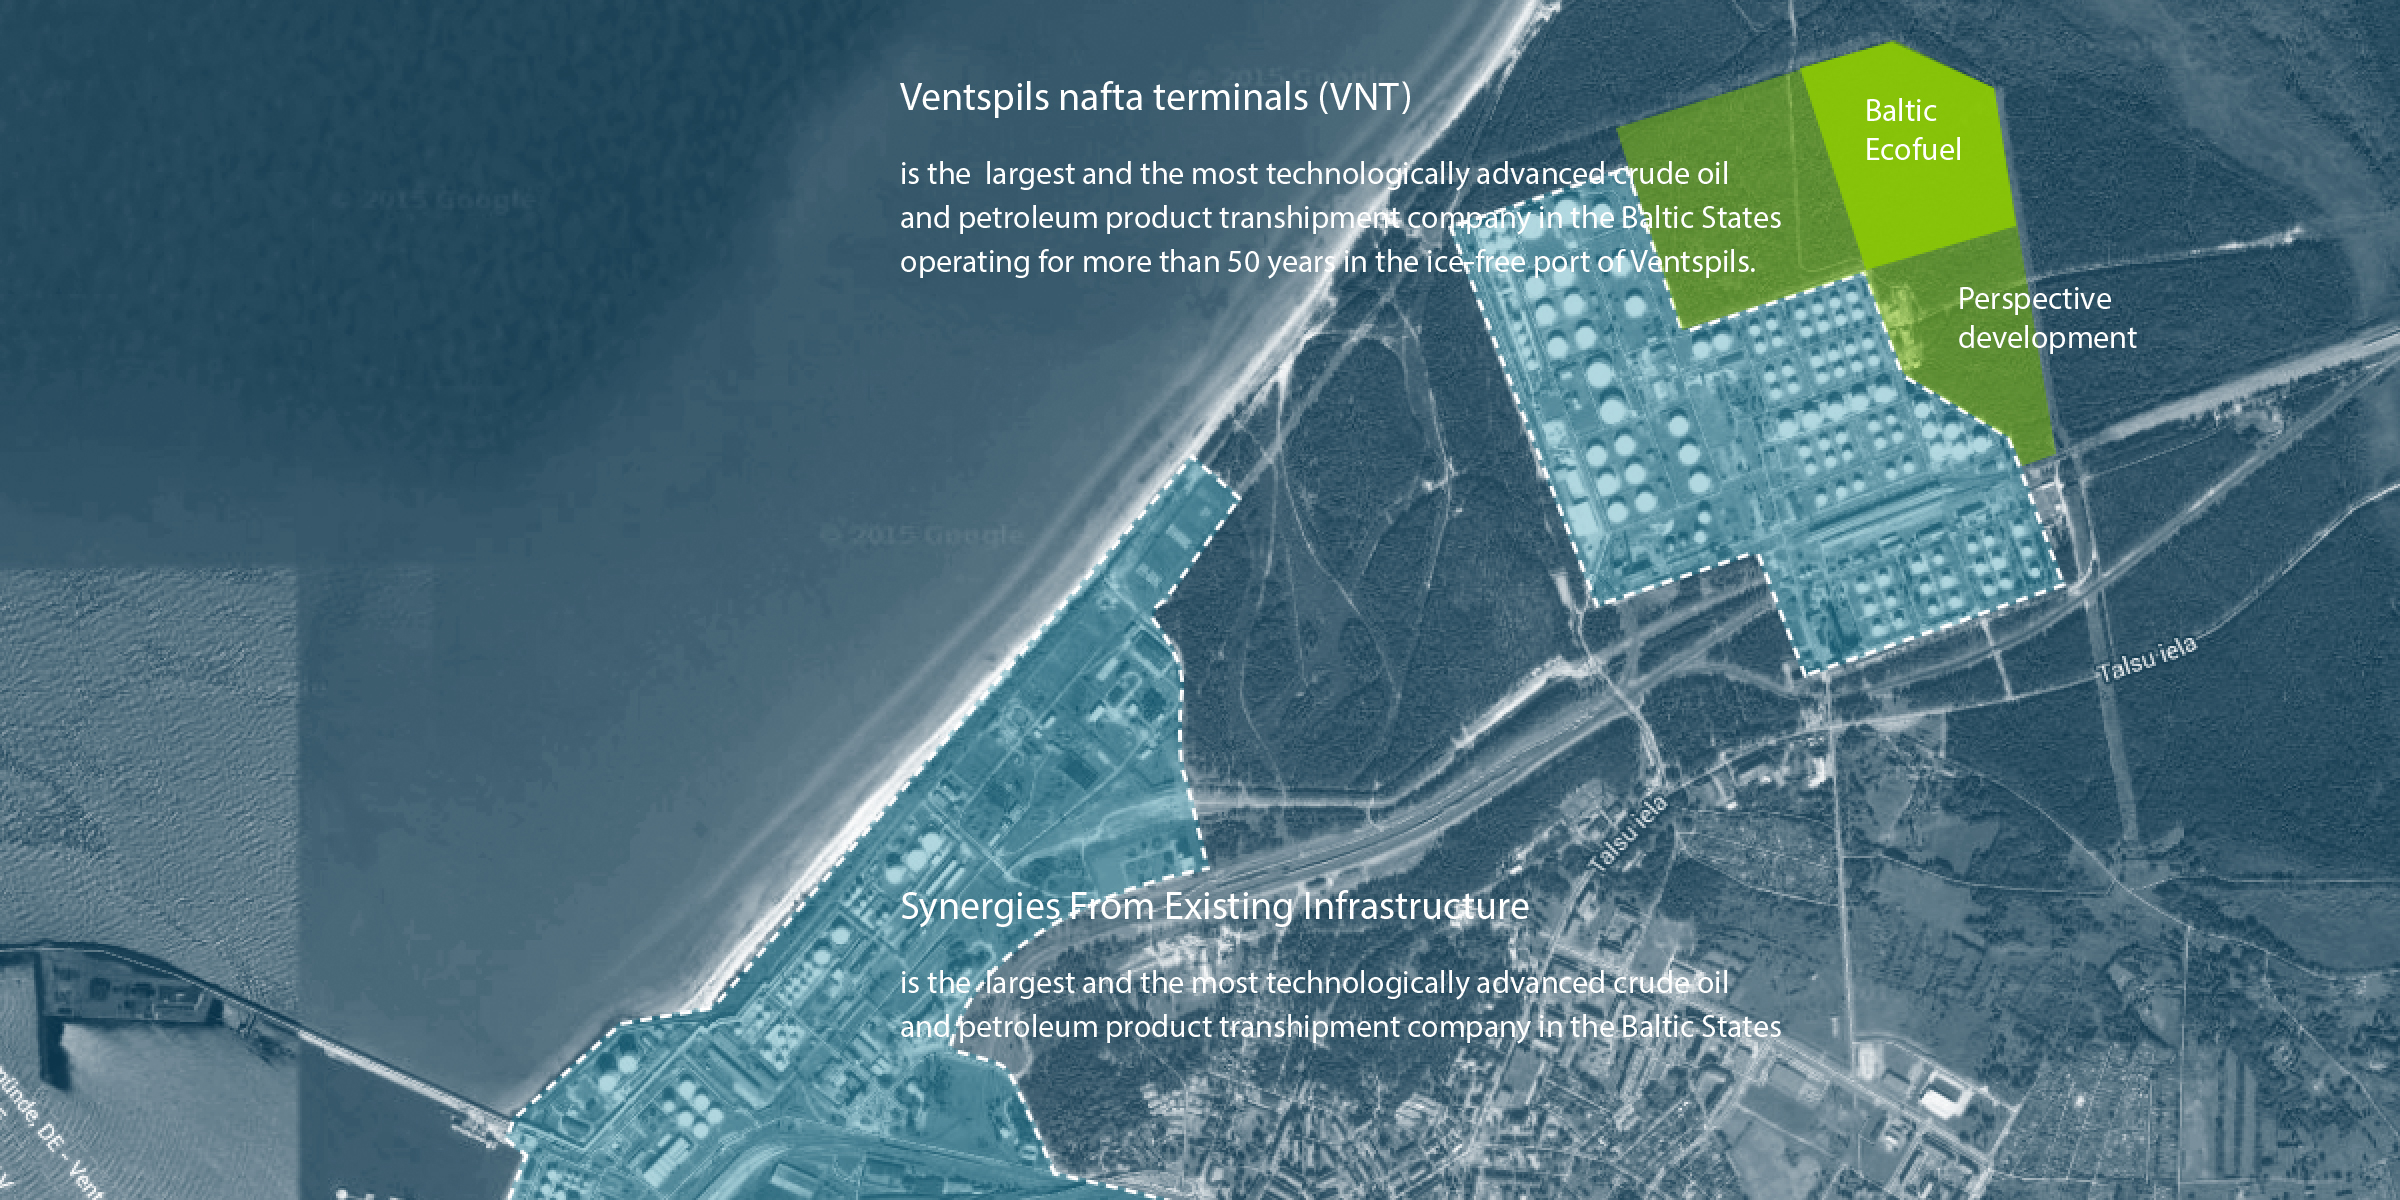 Ventspils nafta terminals (VNT)
is the largest and the most technologically advanced crude oil
and petroleum product transhipment company in the Baltic States
operating for more than 50 years in the ice-free port of Ventspils.
Baltic
Ecofuel
Perspective
development
© 2015 Google
© 2015 Google
Talsu iela
Talsu iela
Synergies From Existing Infrastructure
is the largest and the most technologically advanced crude oil
and petroleum product transhipment company in the Baltic States
DE - Vent